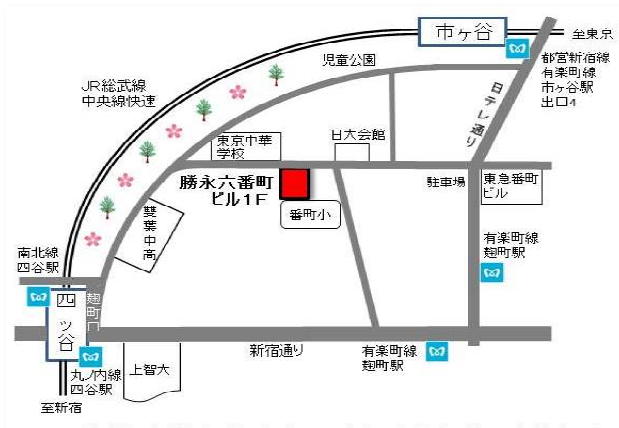 市ヶ谷
至東京
児童公園
都営新宿線
有楽町線
市ヶ谷駅
出口4
JR総武線
中央線快速
日テレ通り
東京中華
学校
日大会館
勝永六番町
ビル1F
駐車場
東急番町
ビル
番町小
雙葉中高
有楽町線
麹町駅
南北線
四谷駅
麹町口
四ッ谷
新宿通り
有楽町線
麹町駅
丸ノ内線
四谷駅
上智大
至新宿